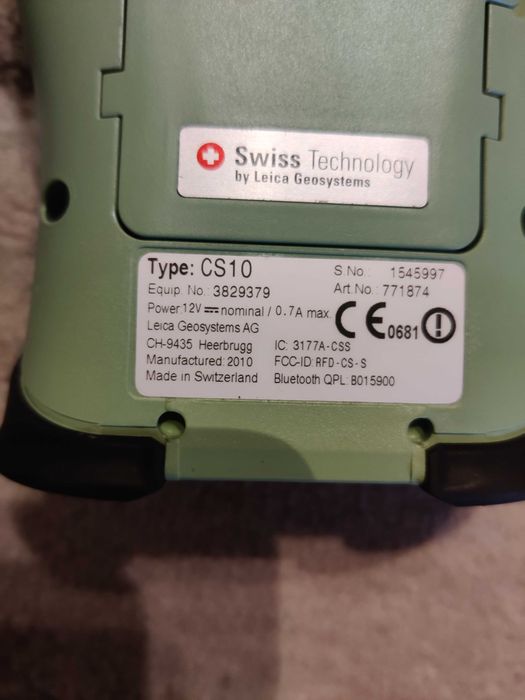 Swiss Technology
by Leica Geosystems
Type: CS10
S.No.: 1545997
Equip. No.: 3829379
Art.No.: 771874
Power: 12V nominal / 0.7A max.
Leica Geosystems AG
CE 0681
CH-9435 Heerbrugg
IC: 3177A-CSS
Manufactured: 2010
FCC-ID: RFD-CS-S
Made in Switzerland
Bluetooth QPL: B015900